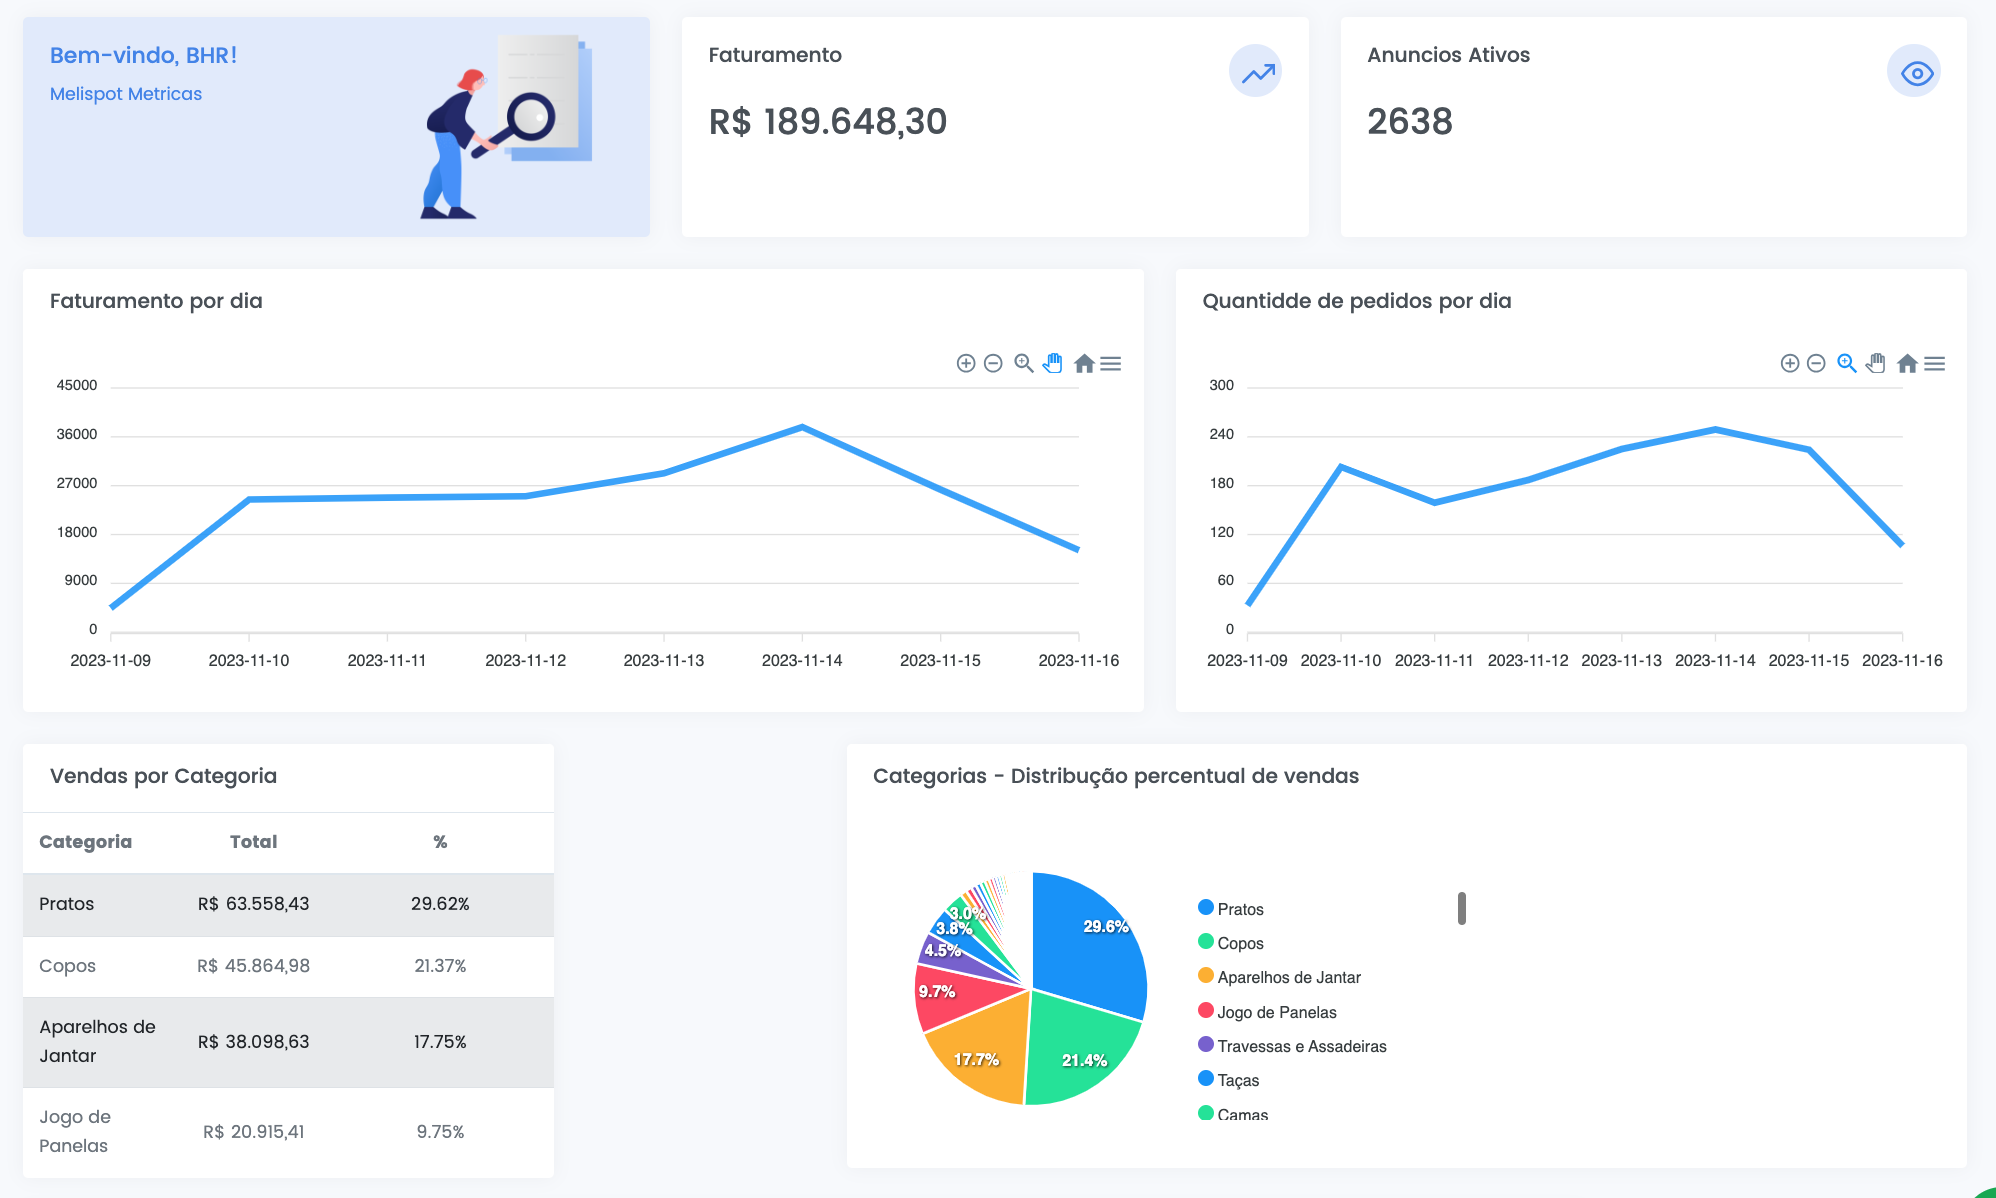 Bem-vindo, BHR!
Melispot Metricas
Faturamento
R$ 189.648,30
Anuncios Ativos
2638
Faturamento por dia
45000
36000
27000
18000
9000
0
2023-11-09 2023-11-10 2023-11-11 2023-11-12 2023-11-13 2023-11-14 2023-11-15 2023-11-16
Quantidde de pedidos por dia
300
240
180
120
60
0
2023-11-09 2023-11-10 2023-11-11 2023-11-12 2023-11-13 2023-11-14 2023-11-15 2023-11-16
Vendas por Categoria
Categoria Total %
Pratos R$ 63.558,43 29.62%
Copos R$ 45.864,98 21.37%
Aparelhos de
Jantar R$ 38.098,63 17.75%
Jogo de
Panelas R$ 20.915,41 9.75%
Categorias - Distribução percentual de vendas
29.6%
21.4%
17.7%
9.7%
4.5%
3.8%
3.0%
Pratos
Copos
Aparelhos de Jantar
Jogo de Panelas
Travessas e Assadeiras
Taças
Camas